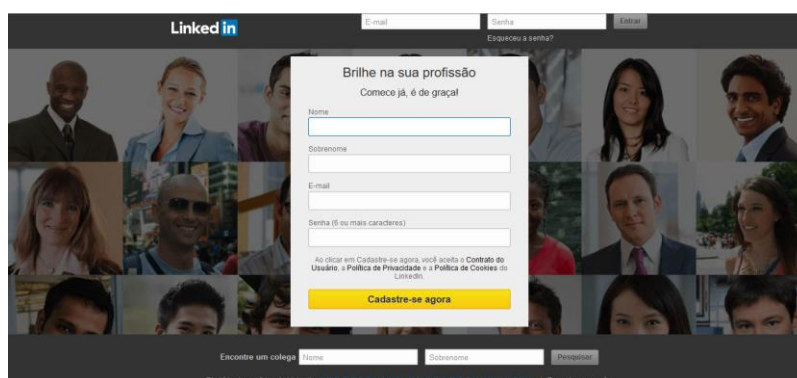 Linked in
E-mail
Senha
Entrar
Esqueceu a senha?
Brilhe na sua profissão
Comece já, é de graça!
Nome
Sobrenome
E-mail
Senha (6 ou mais caracteres)
Ao clicar em Cadastre-se agora, você aceita o Contrato do
Usuário, a Política de Privacidade e a Política de Cookies do
LinkedIn.
Cadastre-se agora
Encontre um colega
Nome
Sobrenome
Pesquisar